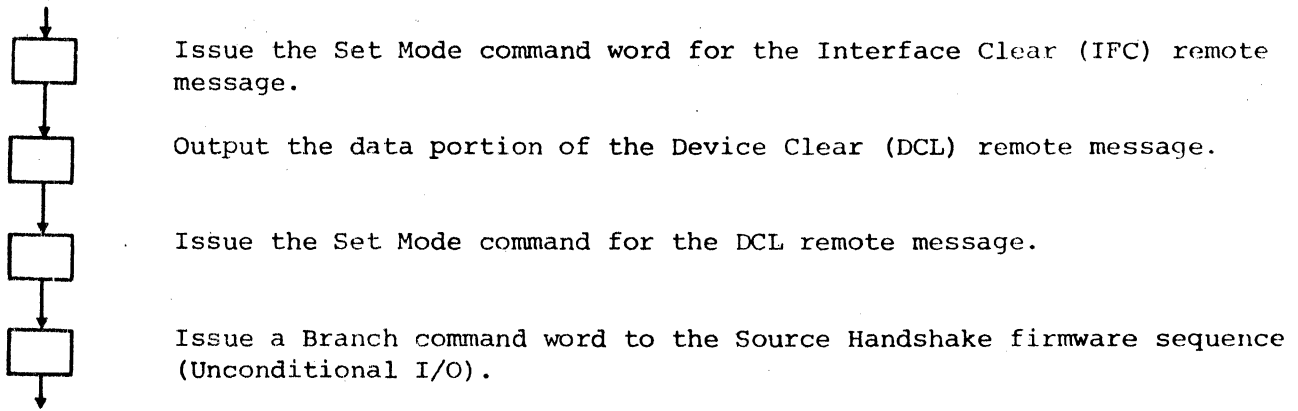 Issue the Set Mode command word for the Interface Clear (IFC) remote
message.
Output the data portion of the Device Clear (DCL) remote message.
Issue the Set Mode command for the DCL remote message.
Issue a Branch command word to the Source Handshake firmware sequence
(Unconditional I/O).